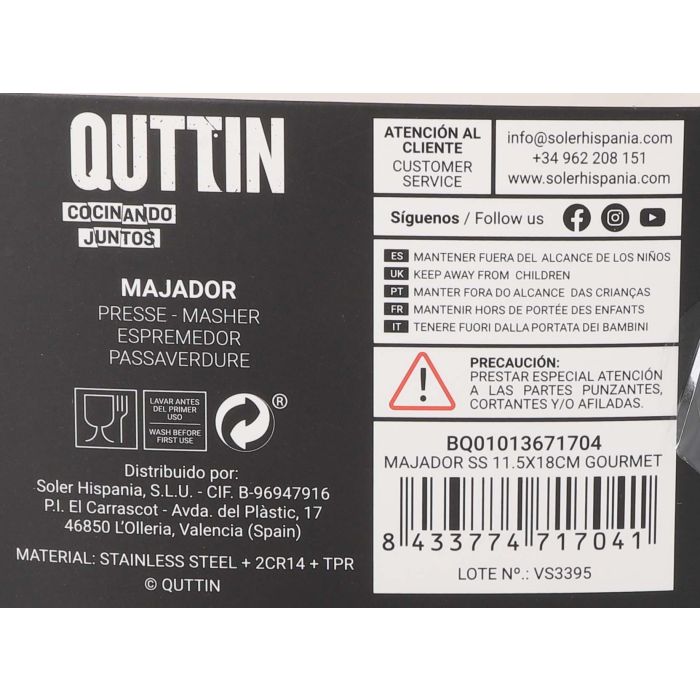 QUTTIN
COCINANDO
JUNTOS
MAJADOR
PRESSE - MASHER
ESPREMEDOR
PASSAVERDURE
LAVAR ANTES
DEL PRIMER
USO
WASH BEFORE
FIRST USE
®
Distribuido por:
Soler Hispania, S.L.U. - CIF. B-96947916
P.I. El Carrascot - Avda. del Plàstic, 17
46850 L'Olleria, Valencia (Spain)
MATERIAL: STAINLESS STEEL + 2CR14 + TPR
© QUTTIN
ATENCIÓN AL
CLIENTE
CUSTOMER
SERVICE
info@solerhispania.com
+34 962 208 151
www.solerhispania.com
Síguenos / Follow us
ES MANTENER FUERA DEL ALCANCE DE LOS NIÑOS
UK KEEP AWAY FROM CHILDREN
PT MANTER FORA DO ALCANCE DAS CRIANÇAS
FR MANTENIR HORS DE PORTÉE DES ENFANTS
IT TENERE FUORI DALLA PORTATA DEI BAMBINI
PRECAUCIÓN:
PRESTAR ESPECIAL ATENCIÓN
A LAS PARTES PUNZANTES,
CORTANTES Y/O AFILADAS.
BQ01013671704
MAJADOR SS 11.5X18CM GOURMET
8 433774 717041
LOTE Nº.: VS3395